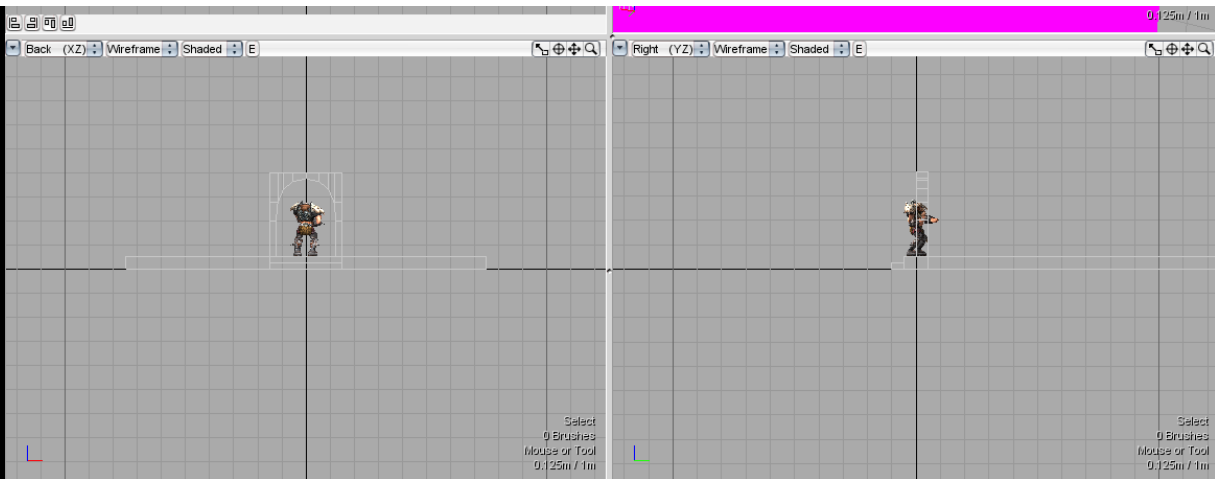 0.125m / 1m
Back (XZ) Wireframe Shaded E
Right (YZ) Wireframe Shaded E
Select
0 Brushes
Mouse or Tool
0.125m / 1m
Select
0 Brushes
Mouse or Tool
0.125m / 1m